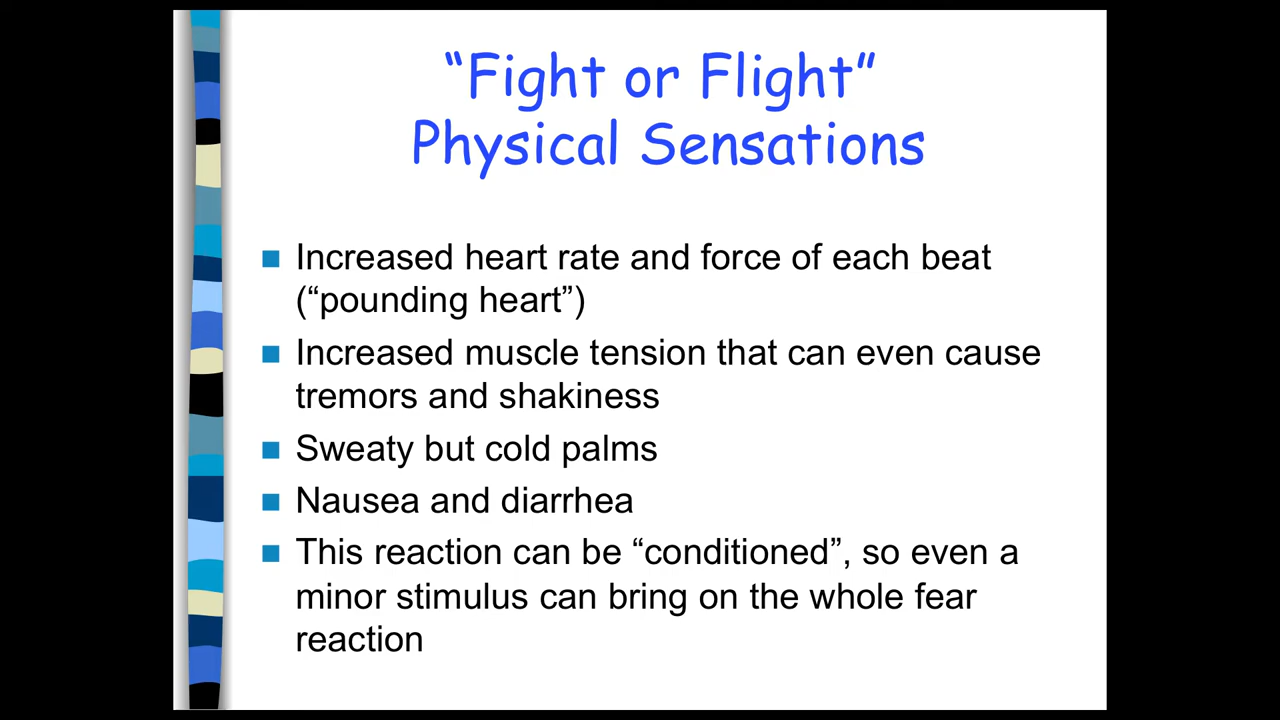 “Fight or Flight”
Physical Sensations
Increased heart rate and force of each beat
(“pounding heart”)
Increased muscle tension that can even cause
tremors and shakiness
Sweaty but cold palms
Nausea and diarrhea
This reaction can be “conditioned”, so even a
minor stimulus can bring on the whole fear
reaction